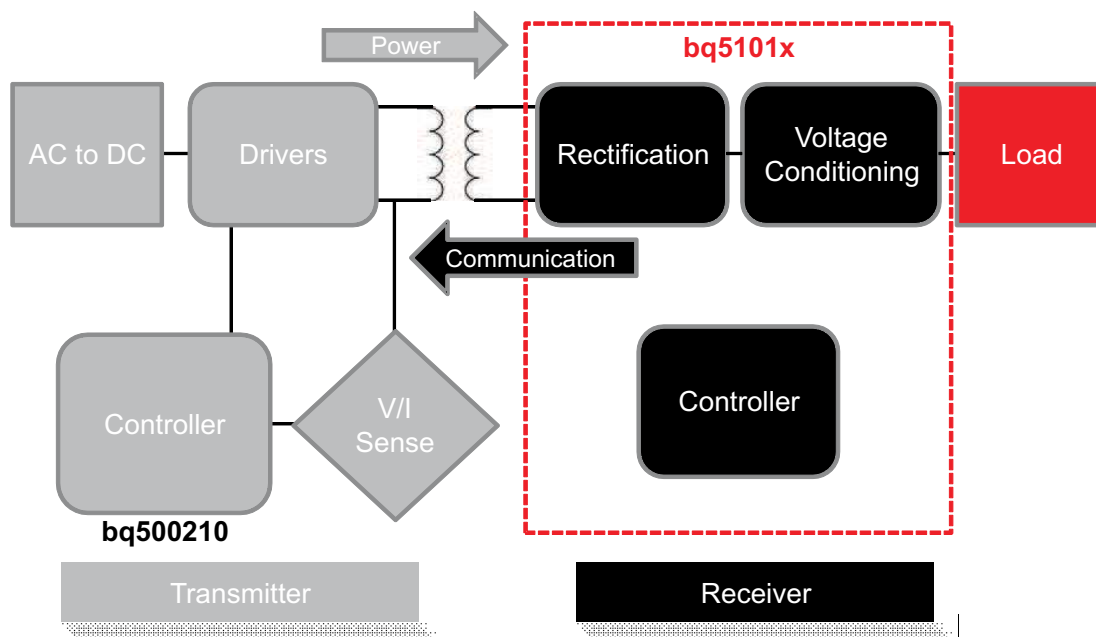 Power
bq5101x
AC to DC
Drivers
Rectification
Voltage
Conditioning
Load
Communication
Controller
V/I
Sense
Controller
bq500210
Transmitter
Receiver